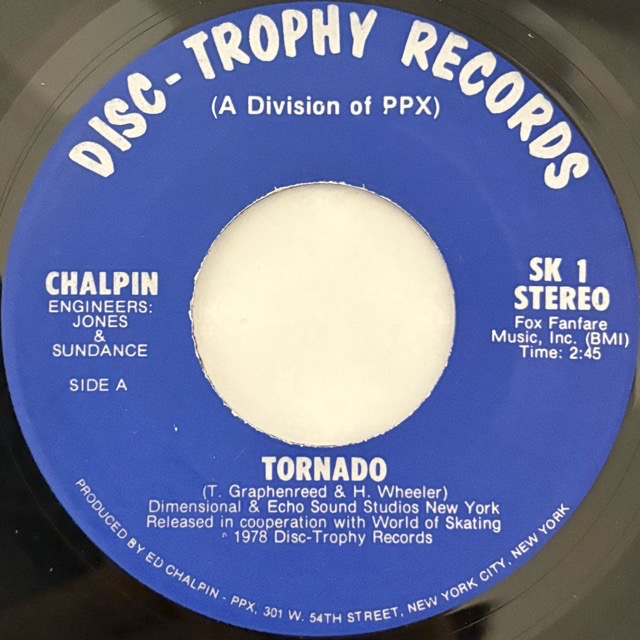 DISC-TROPHY RECORDS
(A Division of PPX)
CHALPIN
ENGINEERS:
JONES
&
SUNDANCE
SIDE A
SK 1
STEREO
Fox Fanfare
Music, Inc. (BMI)
Time: 2:45
TORNADO
(T. Graphenreed & H. Wheeler)
Dimensional & Echo Sound Studios New York
Released in cooperation with World of Skating
℗ 1978 Disc-Trophy Records
PRODUCED BY ED CHALPIN - PPX, 301 W. 54TH STREET, NEW YORK CITY, NEW YORK